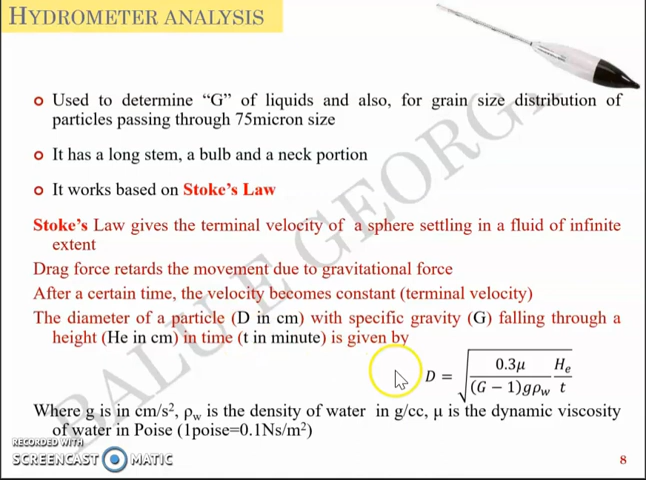 HYDROMETER ANALYSIS
Used to determine “G” of liquids and also, for grain size distribution of
particles passing through 75micron size
It has a long stem, a bulb and a neck portion
It works based on Stoke’s Law
Stoke’s Law gives the terminal velocity of a sphere settling in a fluid of infinite
extent
Drag force retards the movement due to gravitational force
After a certain time, the velocity becomes constant (terminal velocity)
The diameter of a particle (D in cm) with specific gravity (G) falling through a
height (He in cm) in time (t in minute) is given by
D = √(0.3μ / (G − 1)gρw · He / t)
Where g is in cm/s², ρw is the density of water in g/cc, μ is the dynamic viscosity
of water in Poise (1poise=0.1Ns/m²)
BALU E GEORGE
RECORDED WITH
SCREENCAST MATIC
8